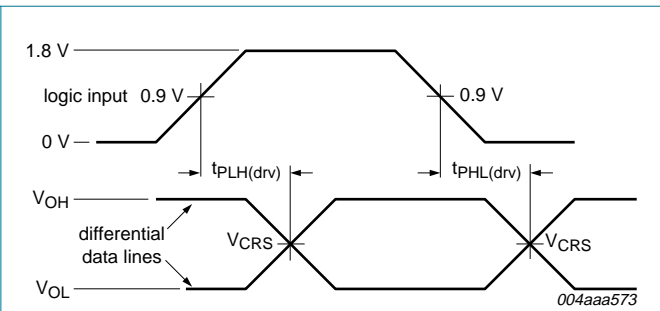 1.8 V
logic input 0.9 V
0.9 V
0 V
tPLH(drv)
tPHL(drv)
VOH
differential
data lines
VCRS
VCRS
VOL
004aaa573